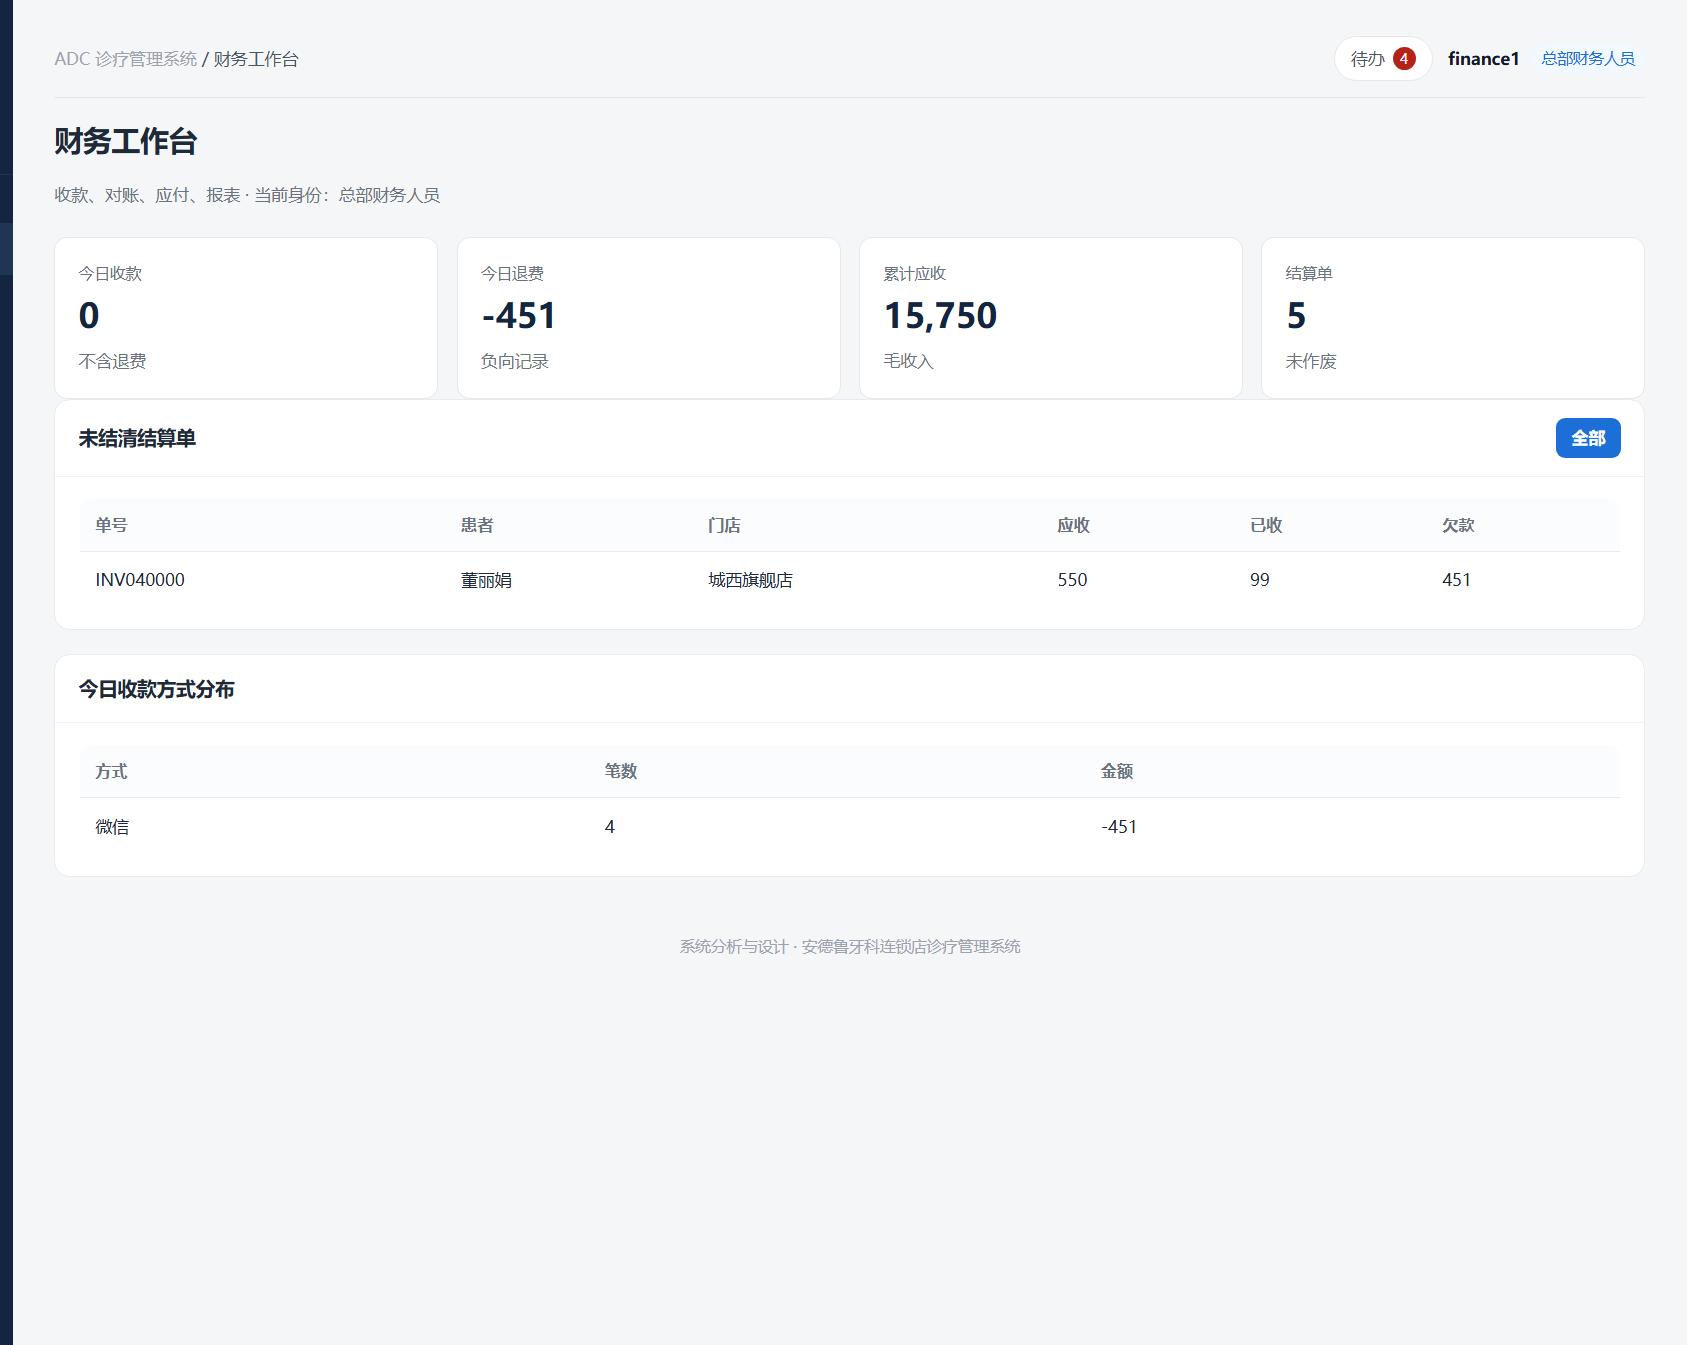 ADC 诊疗管理系统 / 财务工作台
待办 4 finance1 总部财务人员
财务工作台
收款、对账、应付、报表 · 当前身份：总部财务人员
今日收款 今日退费 累计应收 结算单
0 -451 15,750 5
不含退费 负向记录 毛收入 未作废
未结清结算单 全部
单号 患者 门店 应收 已收 欠款
INV040000 董丽娟 城西旗舰店 550 99 451
今日收款方式分布
方式 笔数 金额
微信 4 -451
系统分析与设计 · 安德鲁牙科连锁店诊疗管理系统